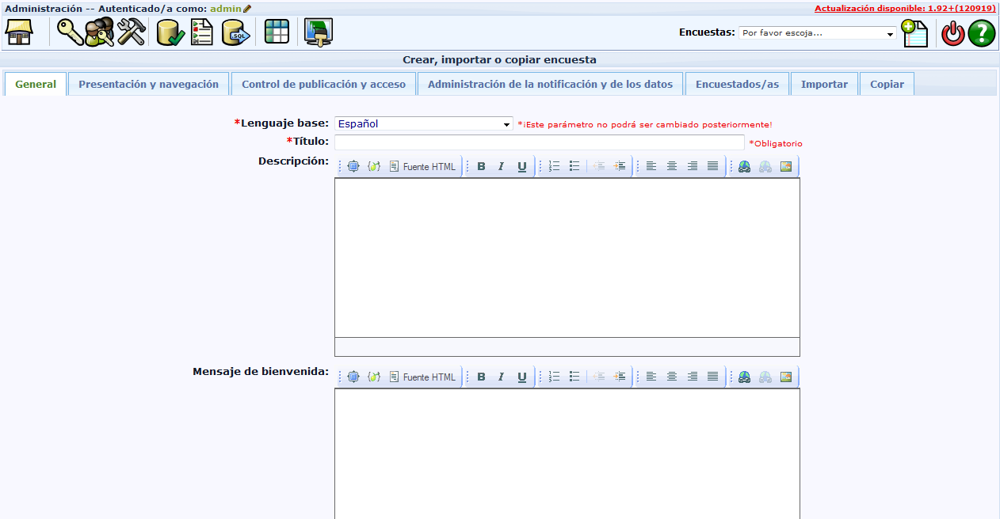 Administración -- Autenticado/a como: admin
Actualización disponible: 1.92+(120919)
SQL
Encuestas: Por favor escoja...
?
Crear, importar o copiar encuesta
General Presentación y navegación Control de publicación y acceso Administración de la notificación y de los datos Encuestados/as Importar Copiar
*Lenguaje base: Español *¡Este parámetro no podrá ser cambiado posteriormente!
*Título: *Obligatorio
Descripción: Fuente HTML B I U
Mensaje de bienvenida: Fuente HTML B I U